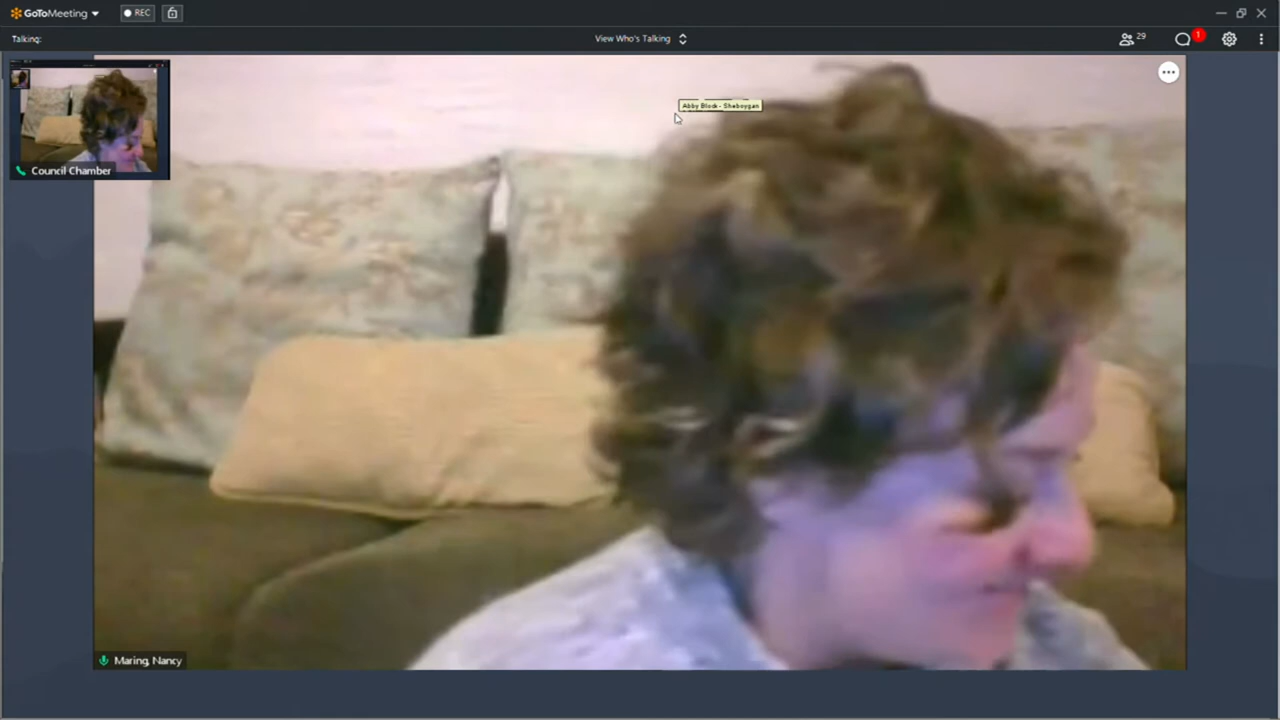 GoToMeeting
REC
Talking:
View Who's Talking
29
1
Abby Block - Sheboygan
Council Chamber
Maring, Nancy